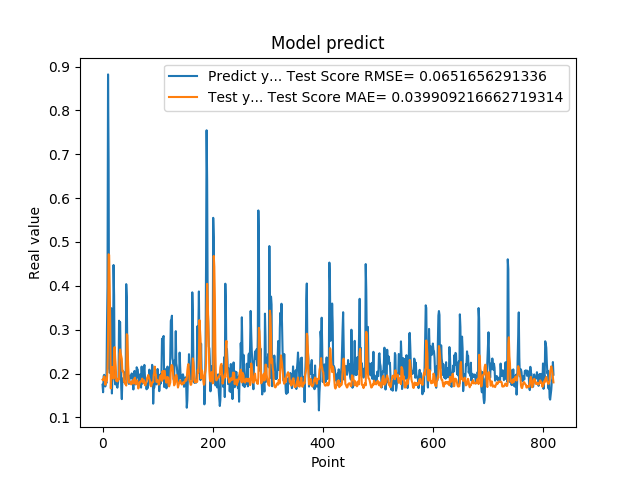 Model predict
Predict y... Test Score RMSE= 0.0651656291336
Test y... Test Score MAE= 0.039909216662719314
Real value
0.9
0.8
0.7
0.6
0.5
0.4
0.3
0.2
0.1
0
200
400
600
800
Point